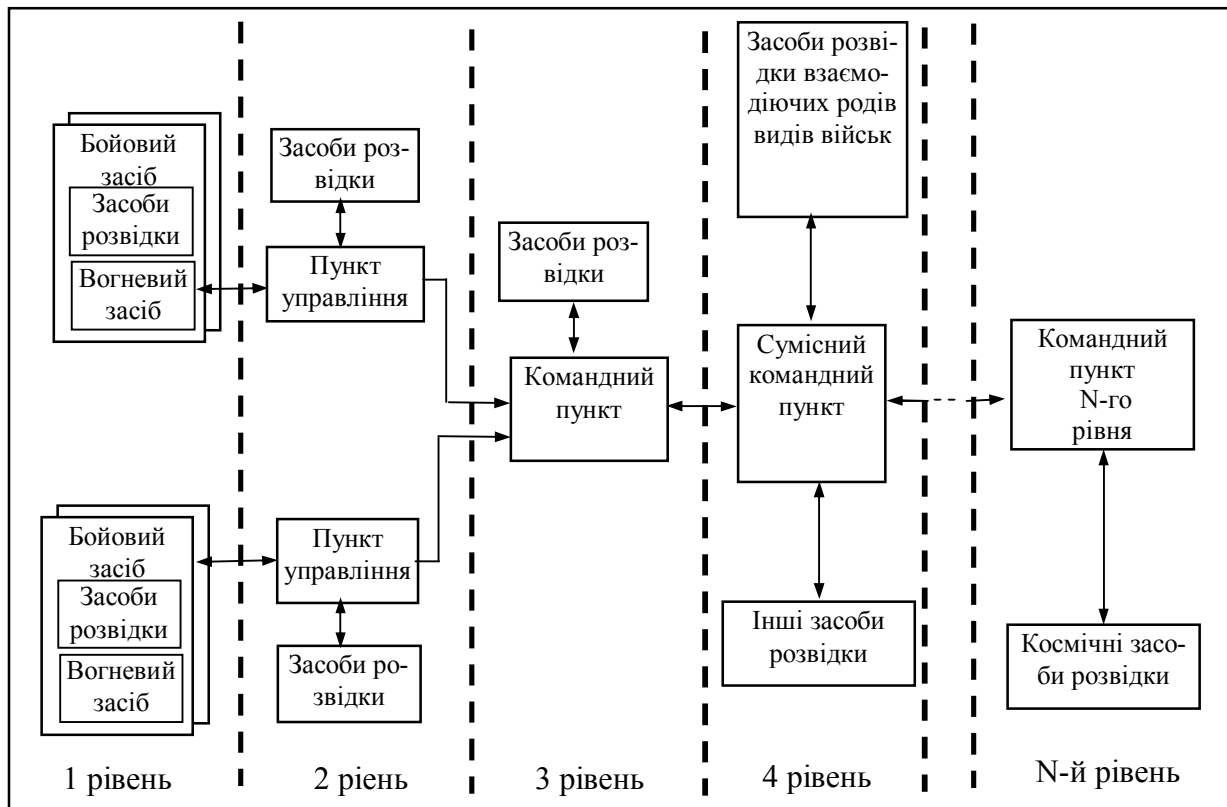 Бойовий
засіб
Засоби
розвідки
Вогневий
засіб
Бойовий
засіб
Засоби
розвідки
Вогневий
засіб
1 рівень
Засоби роз-
відки
Пункт
управління
Пункт
управління
Засоби ро-
звідки
2 ріень
Засоби роз-
відки
Командний
пункт
3 рівень
Засоби розві-
дки взаємо-
діючих родів
видів військ
Сумісний
командний
пункт
Інші засоби
розвідки
4 рівень
Командний
пункт
N-го
рівня
Космічні засо-
би розвідки
N-й рівень